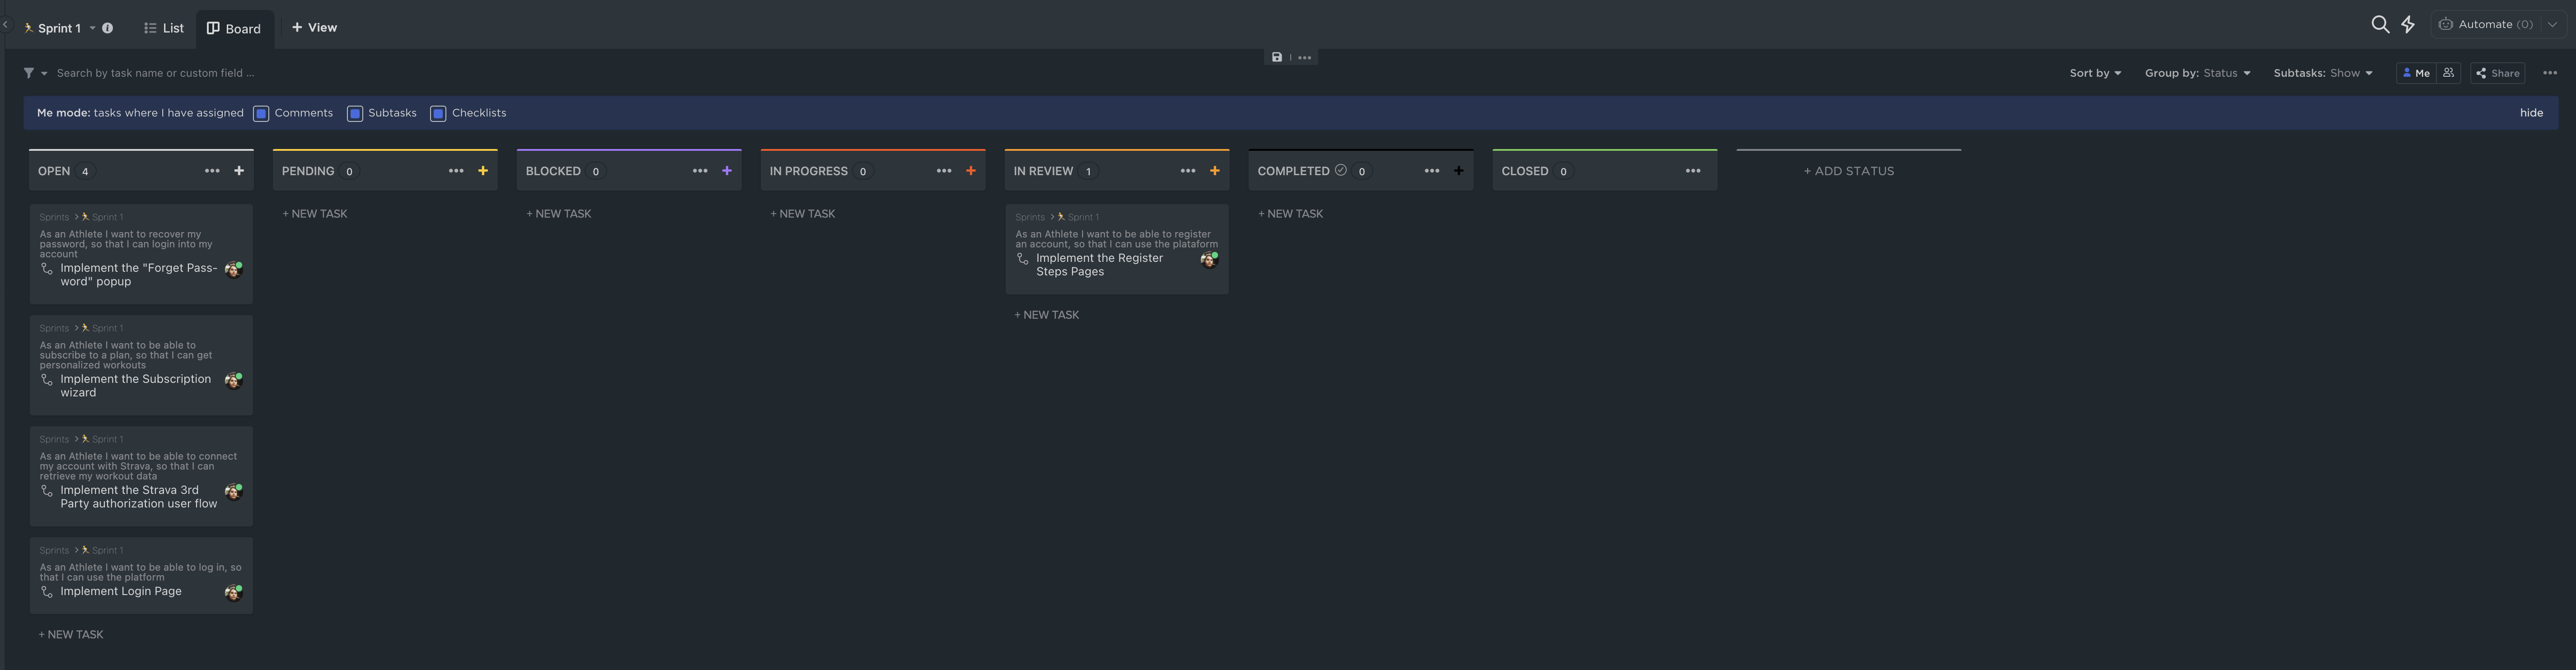 Sprint 1
List
Board
+ View
Automate (0)
Search by task name or custom field ...
Sort by
Group by: Status
Subtasks: Show
Me
Share
Me mode: tasks where I have assigned
Comments
Subtasks
Checklists
hide
OPEN 4
Sprints > Sprint 1
As an Athlete I want to recover my
password, so that I can login into my
account
Implement the "Forget Pass-
word" popup
Sprints > Sprint 1
As an Athlete I want to be able to
subscribe to a plan, so that I can get
personalized workouts
Implement the Subscription
wizard
Sprints > Sprint 1
As an Athlete I want to be able to connect
my account with Strava, so that I can
retrieve my workout data
Implement the Strava 3rd
Party authorization user flow
Sprints > Sprint 1
As an Athlete I want to be able to log in, so
that I can use the platform
Implement Login Page
+ NEW TASK
PENDING 0
+ NEW TASK
BLOCKED 0
+ NEW TASK
IN PROGRESS 0
+ NEW TASK
IN REVIEW 1
Sprints > Sprint 1
As an Athlete I want to be able to register
an account, so that I can use the plataform
Implement the Register
Steps Pages
+ NEW TASK
COMPLETED 0
+ NEW TASK
CLOSED 0
+ ADD STATUS